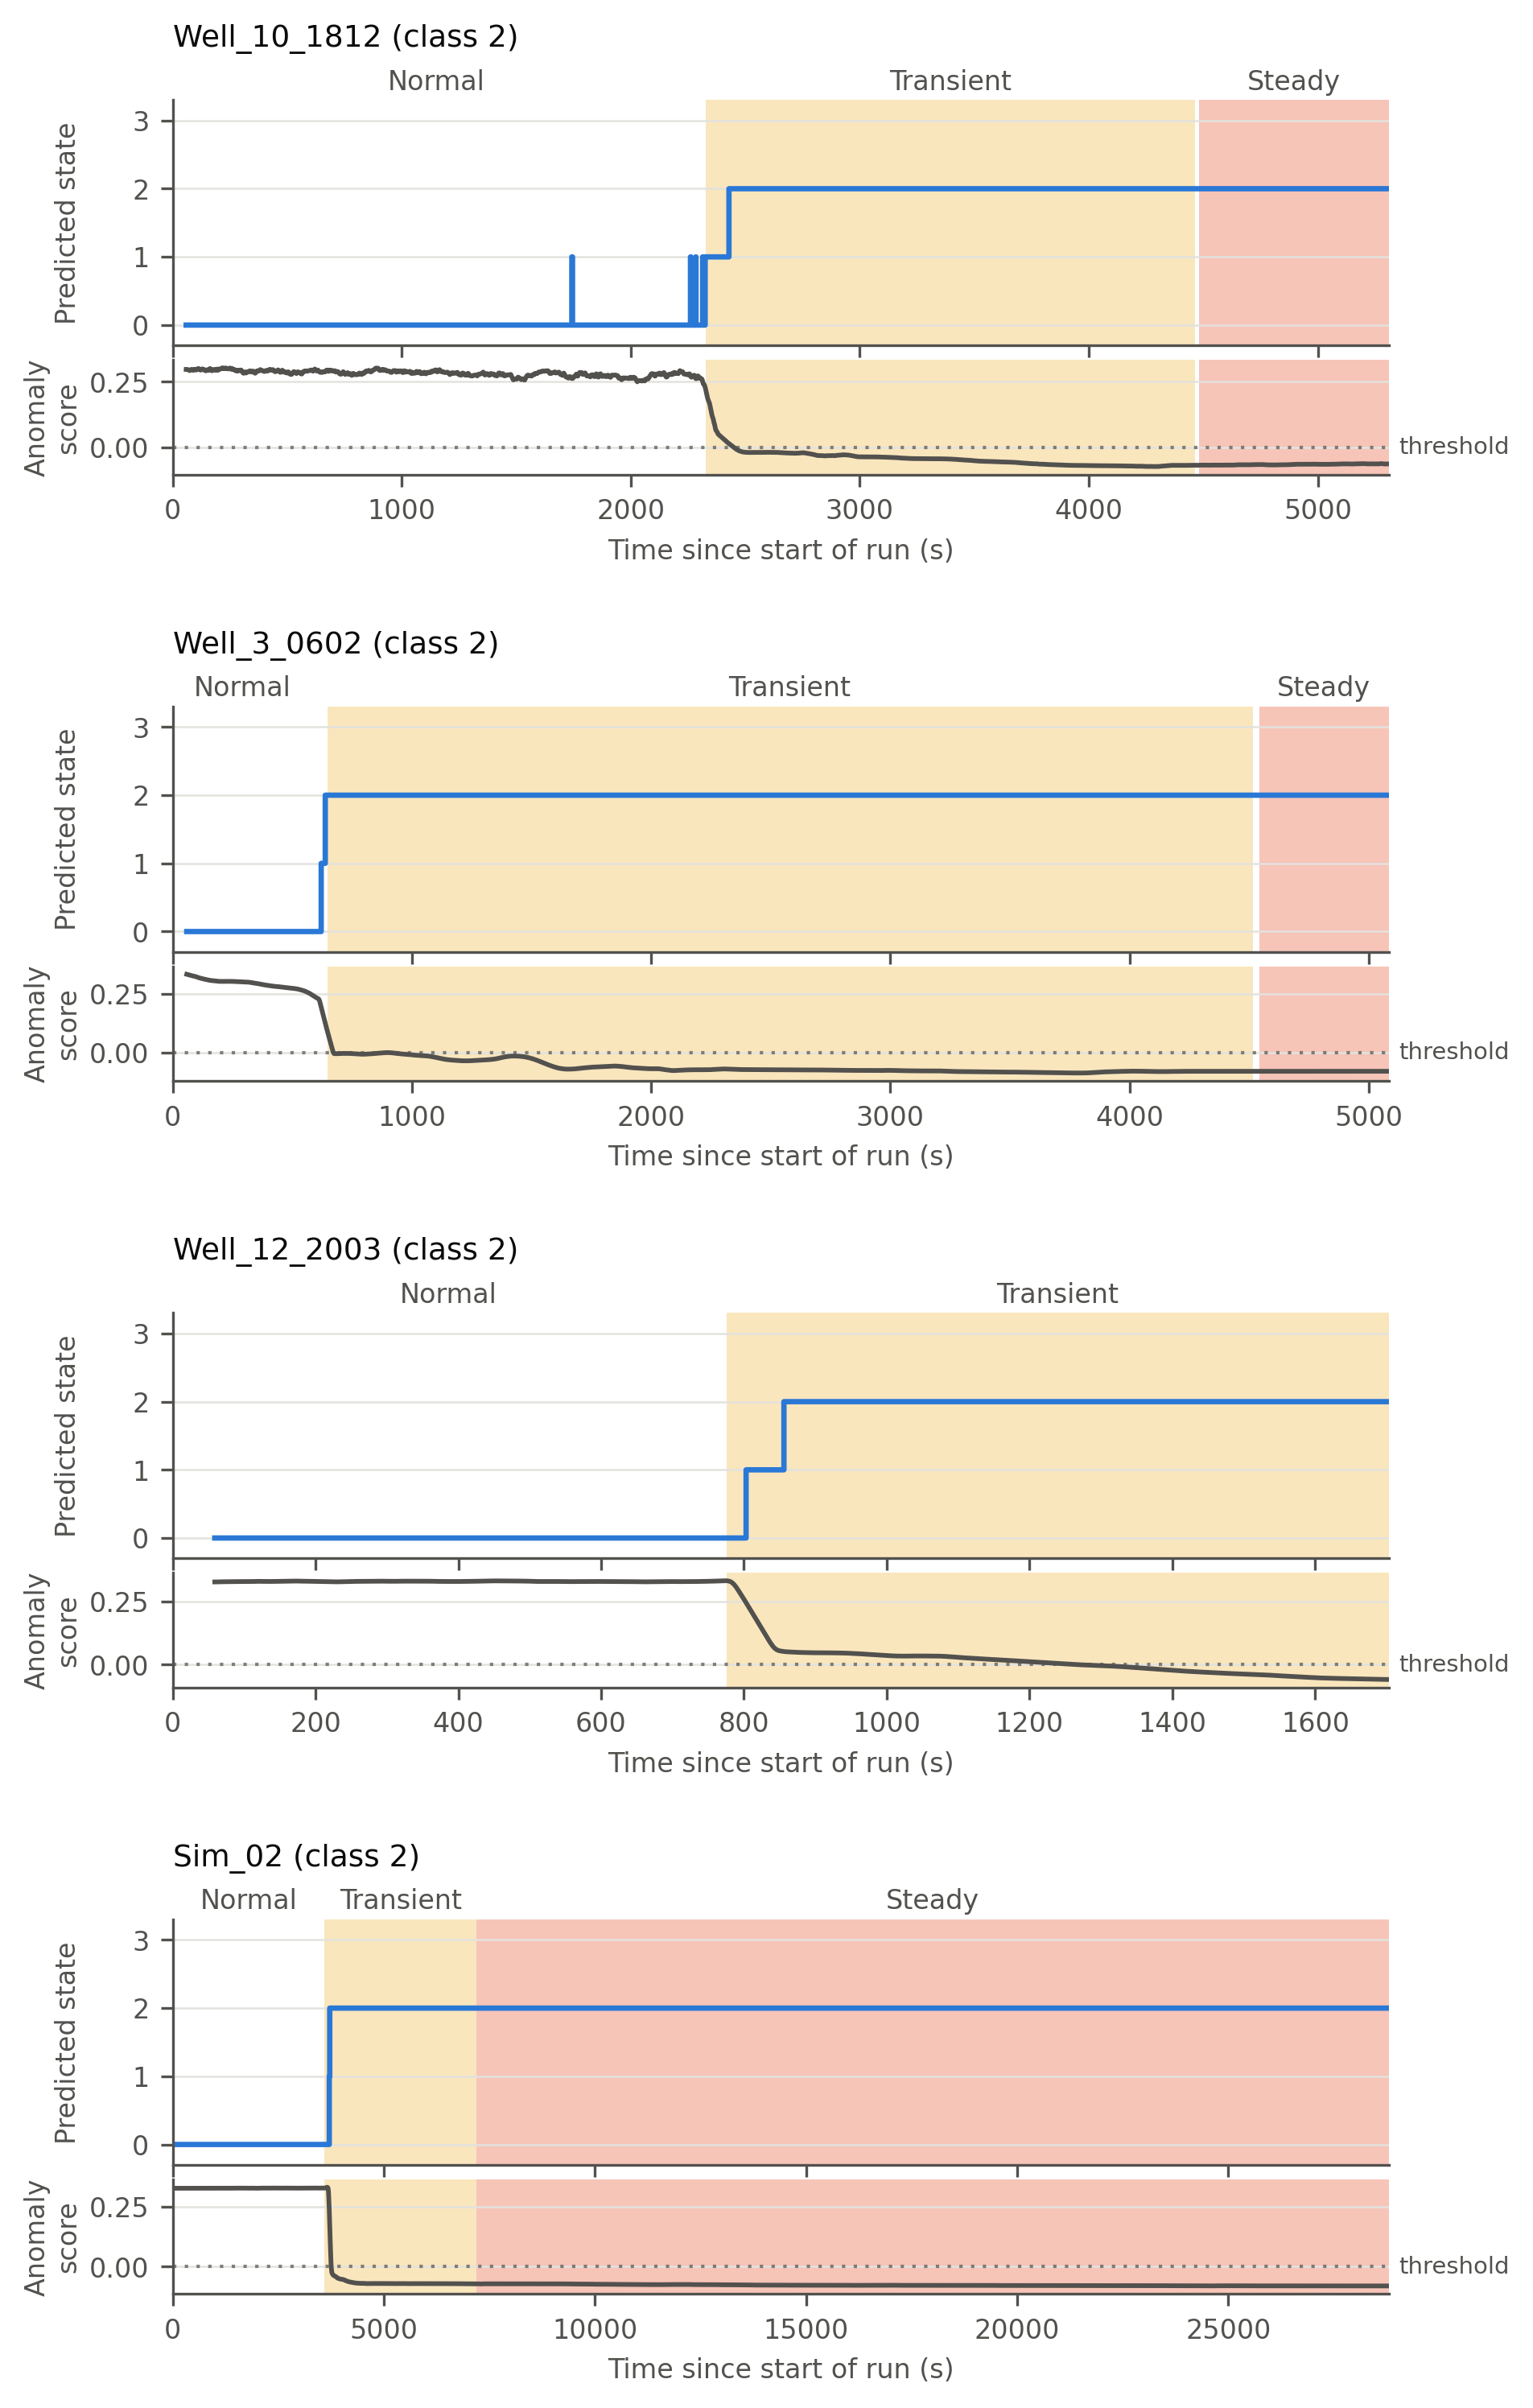 Well_10_1812 (class 2)
Normal Transient Steady
Predicted state
3
2
1
0
Anomaly
score
0.25
0.00
threshold
0 1000 2000 3000 4000 5000
Time since start of run (s)
Well_3_0602 (class 2)
Normal Transient Steady
Predicted state
3
2
1
0
Anomaly
score
0.25
0.00
threshold
0 1000 2000 3000 4000 5000
Time since start of run (s)
Well_12_2003 (class 2)
Normal Transient
Predicted state
3
2
1
0
Anomaly
score
0.25
0.00
threshold
0 200 400 600 800 1000 1200 1400 1600
Time since start of run (s)
Sim_02 (class 2)
Normal Transient Steady
Predicted state
3
2
1
0
Anomaly
score
0.25
0.00
threshold
0 5000 10000 15000 20000 25000
Time since start of run (s)